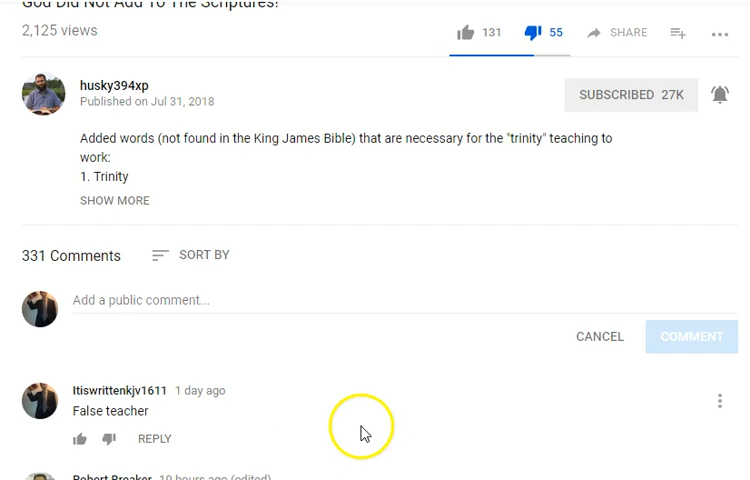 God Did Not Add To The Scriptures!
2,125 views
131
55
SHARE
husky394xp
Published on Jul 31, 2018
SUBSCRIBED 27K
Added words (not found in the King James Bible) that are necessary for the "trinity" teaching to
work:
1. Trinity
SHOW MORE
331 Comments
SORT BY
Add a public comment...
CANCEL
COMMENT
Itiswrittenkjv1611 1 day ago
False teacher
REPLY
Robert Breaker 19 hours ago (edited)